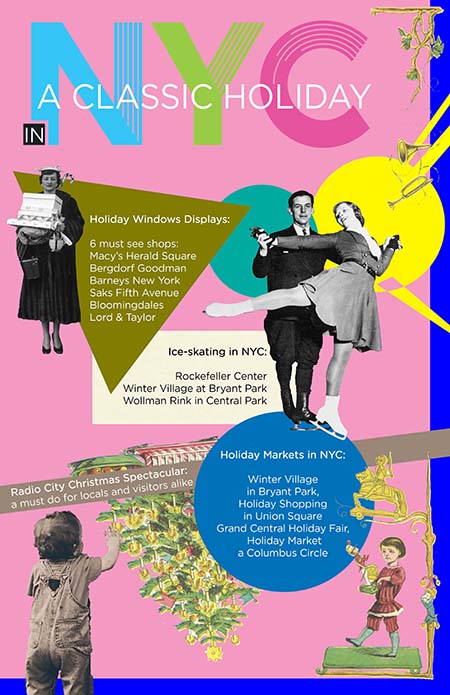 NYC
A CLASSIC HOLIDAY
IN
Holiday Windows Displays:
6 must see shops:
Macy's Herald Square
Bergdorf Goodman
Barneys New York
Saks Fifth Avenue
Bloomingdales
Lord & Taylor
Ice-skating in NYC:
Rockefeller Center
Winter Village at Bryant Park
Wollman Rink in Central Park
Holiday Markets in NYC:
Winter Village
in Bryant Park,
Holiday Shopping
in Union Square
Grand Central Holiday Fair,
Holiday Market
a Columbus Circle
Radio City Christmas Spectacular:
a must do for locals and visitors alike